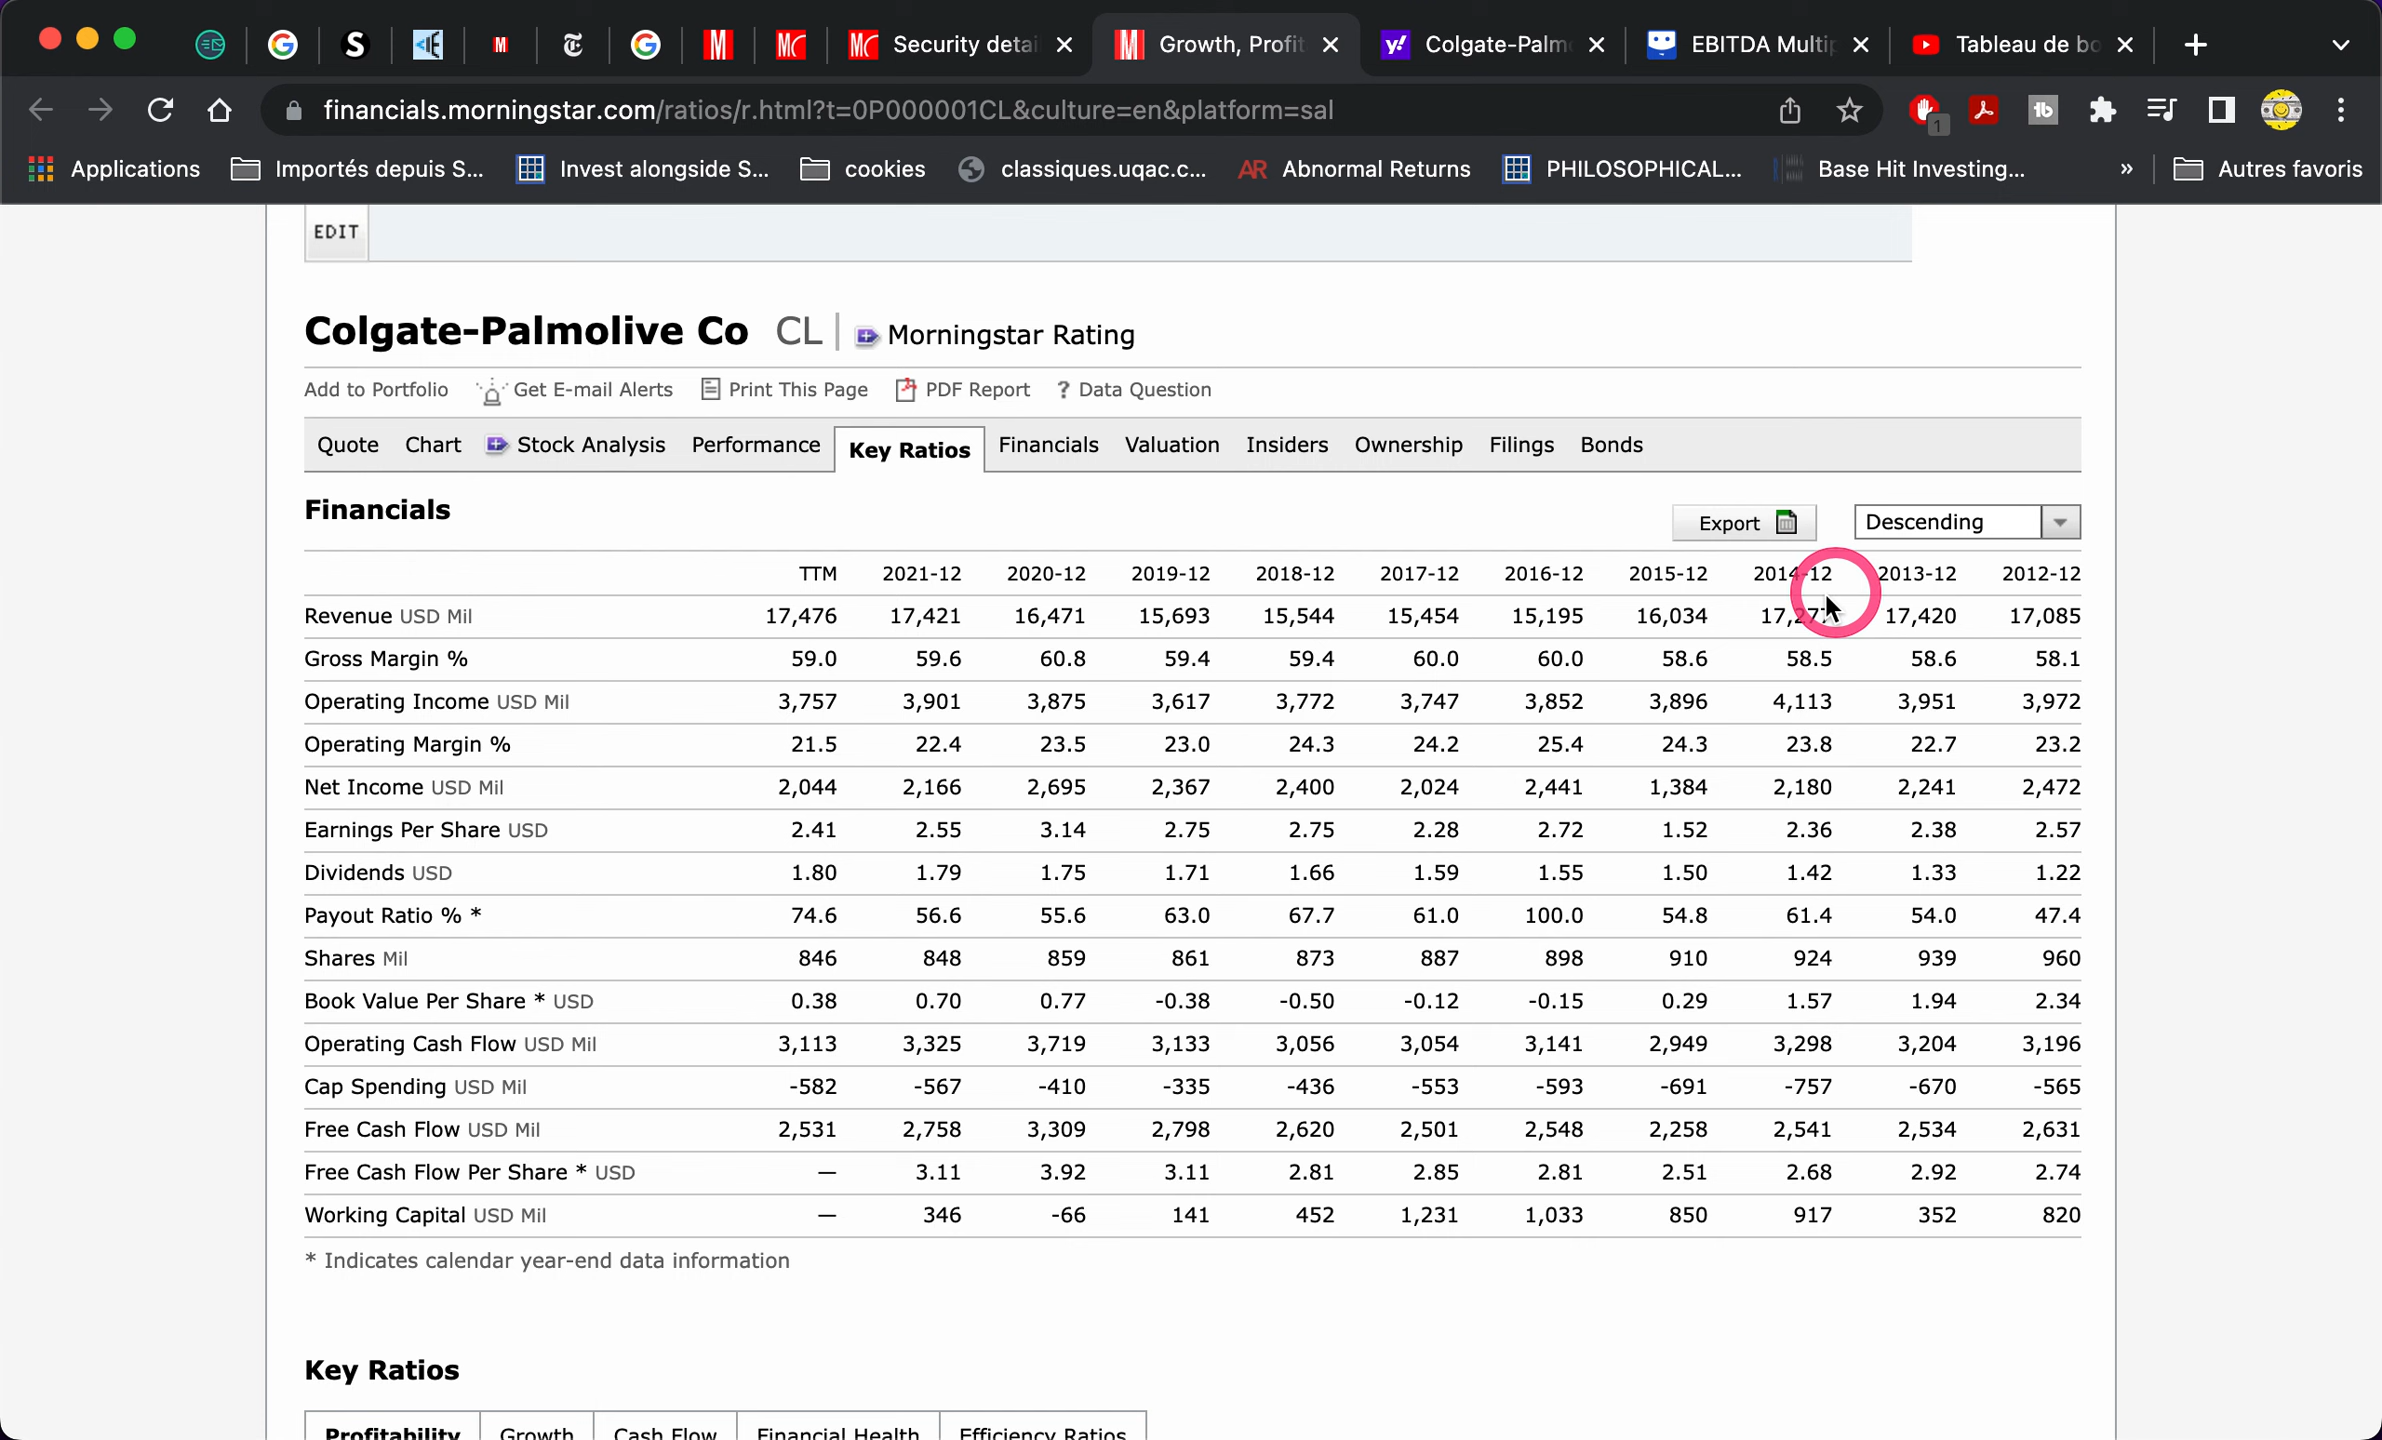 Security detai
Growth, Profit
Colgate-Palm
EBITDA Multip
Tableau de bo
financials.morningstar.com/ratios/r.html?t=0P000001CL&culture=en&platform=sal
1
Applications
Importés depuis S...
Invest alongside S...
cookies
classiques.uqac.c...
AR Abnormal Returns
PHILOSOPHICAL...
Base Hit Investing...
»
Autres favoris
EDIT
Colgate-Palmolive Co CL Morningstar Rating
Add to Portfolio Get E-mail Alerts Print This Page PDF Report ? Data Question
Quote Chart Stock Analysis Performance Key Ratios Financials Valuation Insiders Ownership Filings Bonds
Financials
Export Descending
TTM 2021-12 2020-12 2019-12 2018-12 2017-12 2016-12 2015-12 2014-12 2013-12 2012-12
Revenue USD Mil 17,476 17,421 16,471 15,693 15,544 15,454 15,195 16,034 17,277 17,420 17,085
Gross Margin % 59.0 59.6 60.8 59.4 59.4 60.0 60.0 58.6 58.5 58.6 58.1
Operating Income USD Mil 3,757 3,901 3,875 3,617 3,772 3,747 3,852 3,896 4,113 3,951 3,972
Operating Margin % 21.5 22.4 23.5 23.0 24.3 24.2 25.4 24.3 23.8 22.7 23.2
Net Income USD Mil 2,044 2,166 2,695 2,367 2,400 2,024 2,441 1,384 2,180 2,241 2,472
Earnings Per Share USD 2.41 2.55 3.14 2.75 2.75 2.28 2.72 1.52 2.36 2.38 2.57
Dividends USD 1.80 1.79 1.75 1.71 1.66 1.59 1.55 1.50 1.42 1.33 1.22
Payout Ratio % * 74.6 56.6 55.6 63.0 67.7 61.0 100.0 54.8 61.4 54.0 47.4
Shares Mil 846 848 859 861 873 887 898 910 924 939 960
Book Value Per Share * USD 0.38 0.70 0.77 -0.38 -0.50 -0.12 -0.15 0.29 1.57 1.94 2.34
Operating Cash Flow USD Mil 3,113 3,325 3,719 3,133 3,056 3,054 3,141 2,949 3,298 3,204 3,196
Cap Spending USD Mil -582 -567 -410 -335 -436 -553 -593 -691 -757 -670 -565
Free Cash Flow USD Mil 2,531 2,758 3,309 2,798 2,620 2,501 2,548 2,258 2,541 2,534 2,631
Free Cash Flow Per Share * USD — 3.11 3.92 3.11 2.81 2.85 2.81 2.51 2.68 2.92 2.74
Working Capital USD Mil — 346 -66 141 452 1,231 1,033 850 917 352 820
* Indicates calendar year-end data information
Key Ratios
Profitability Growth Cash Flow Financial Health Efficiency Ratios